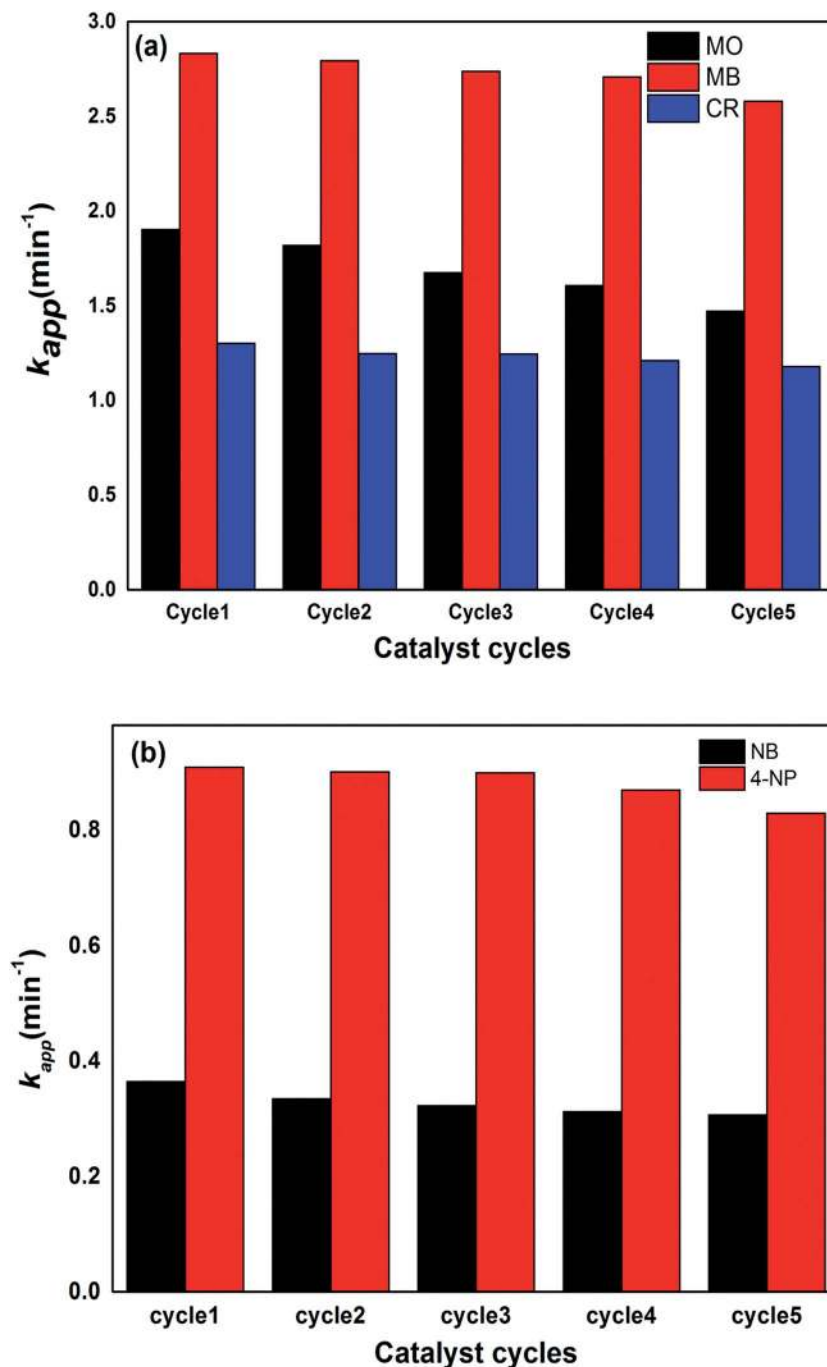 (a)
MO
MB
CR
3.0
2.5
2.0
1.5
1.0
0.5
0.0
k_app(min⁻¹)
Cycle1 Cycle2 Cycle3 Cycle4 Cycle5
Catalyst cycles
(b)
NB
4-NP
0.8
0.6
0.4
0.2
0.0
k_app(min⁻¹)
cycle1 cycle2 cycle3 cycle4 cycle5
Catalyst cycles